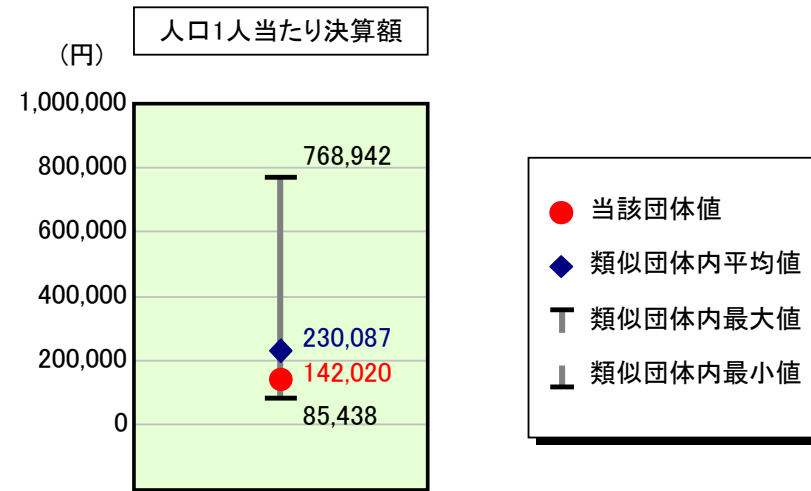 人口1人当たり決算額
(円)
1,000,000
800,000
600,000
400,000
200,000
0
768,942
230,087
142,020
85,438
当該団体値
類似団体内平均値
類似団体内最大値
類似団体内最小値